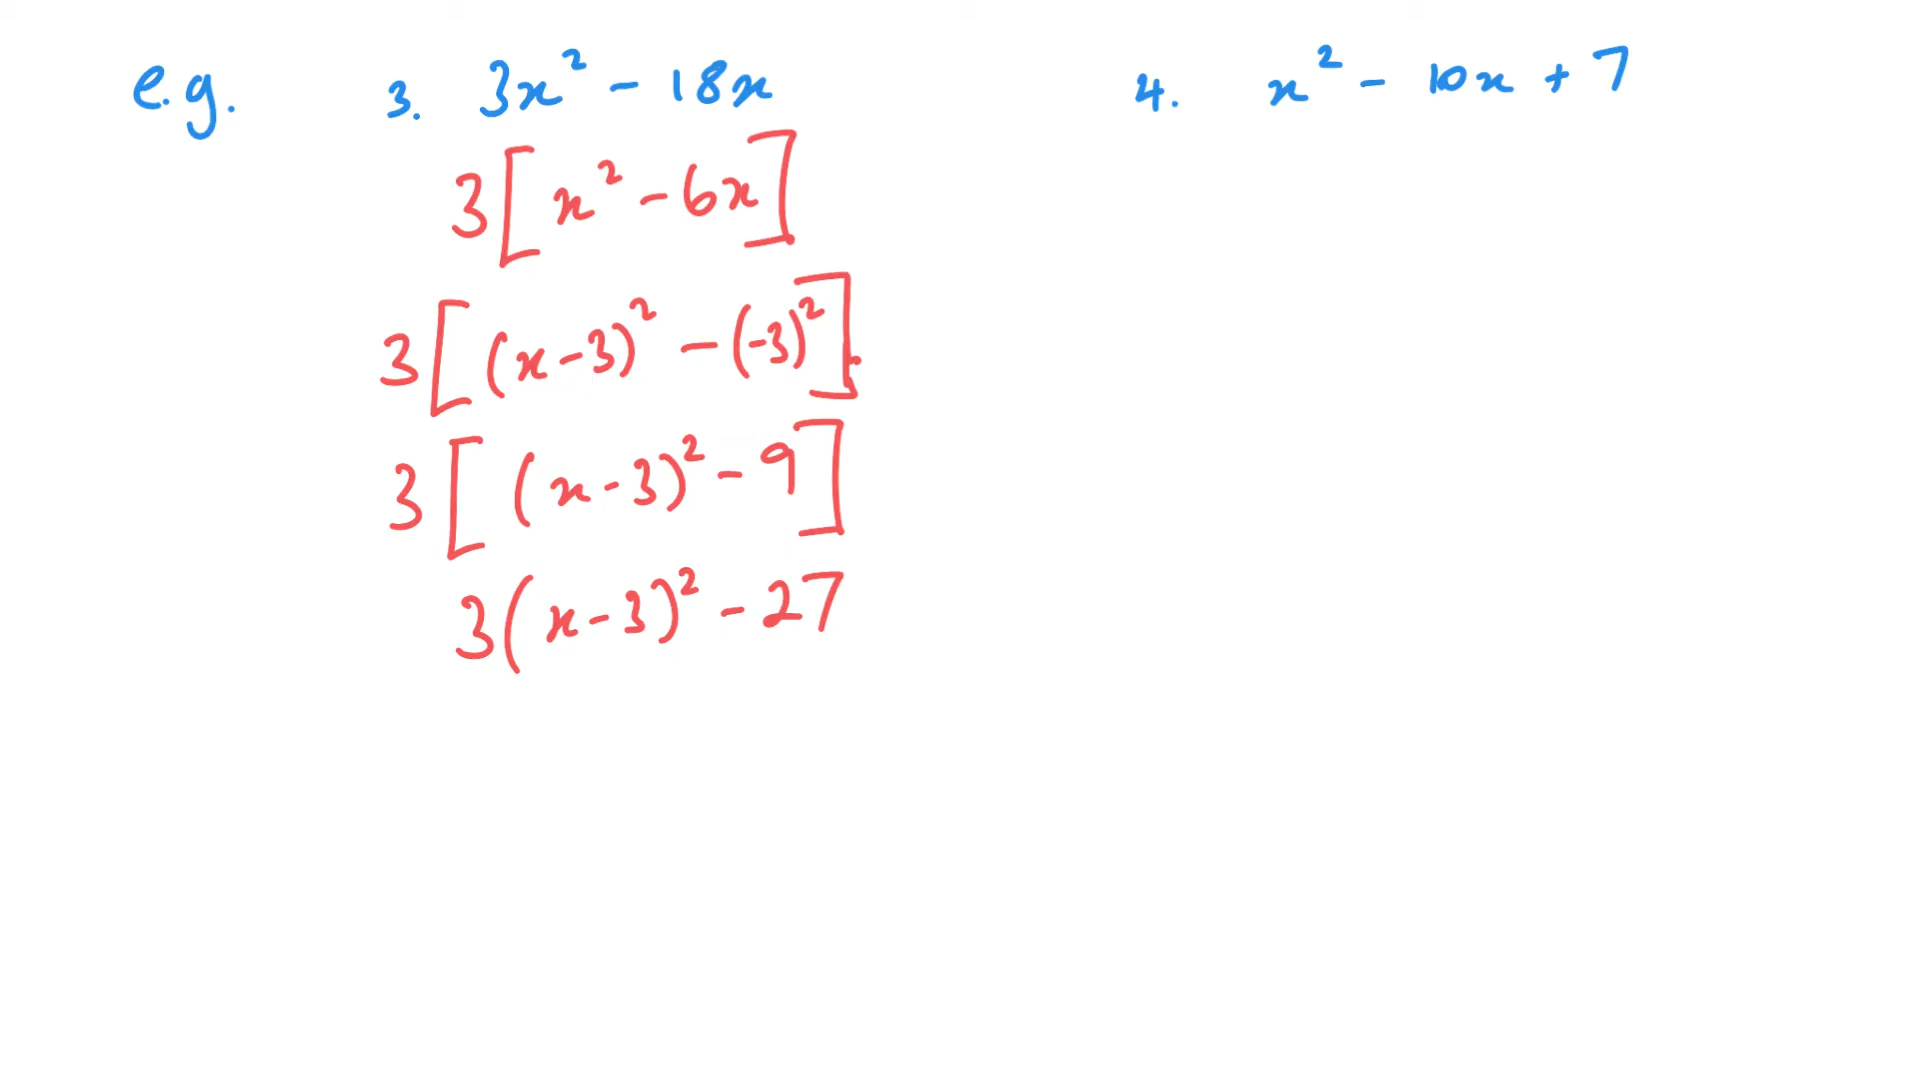 e.g. 3. 3x² - 18x 4. x² - 10x + 7
3[x² - 6x]
3[(x-3)² - (-3)²]
3[(x-3)² - 9]
3(x-3)² - 27